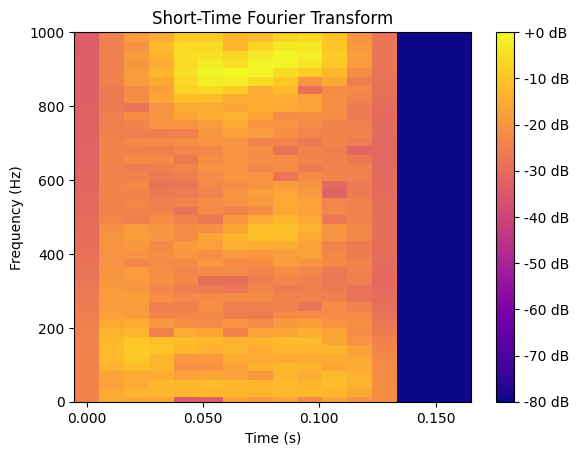 Short-Time Fourier Transform
1000
800
600
400
200
0
Frequency (Hz)
0.000
0.050
0.100
0.150
Time (s)
+0 dB
-10 dB
-20 dB
-30 dB
-40 dB
-50 dB
-60 dB
-70 dB
-80 dB